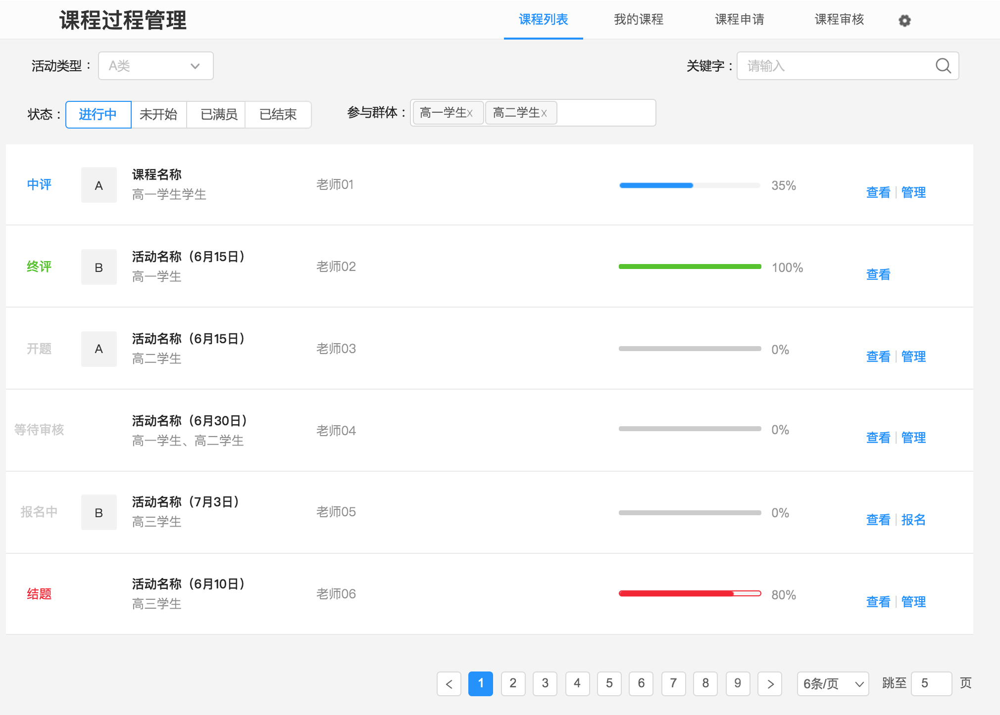 课程过程管理
课程列表 我的课程 课程申请 课程审核
活动类型： A类 关键字： 请输入
状态： 进行中 未开始 已满员 已结束 参与群体： 高一学生x 高二学生x
中评 A 课程名称 老师01 35% 查看 | 管理
高一学生学生
终评 B 活动名称（6月15日） 老师02 100% 查看
高一学生
开题 A 活动名称（6月15日） 老师03 0% 查看 | 管理
高二学生
等待审核 活动名称（6月30日） 老师04 0% 查看 | 管理
高一学生、高二学生
报名中 B 活动名称（7月3日） 老师05 0% 查看 | 报名
高三学生
结题 活动名称（6月10日） 老师06 80% 查看 | 管理
高三学生
< 1 2 3 4 5 6 7 8 9 > 6条/页 跳至 5 页